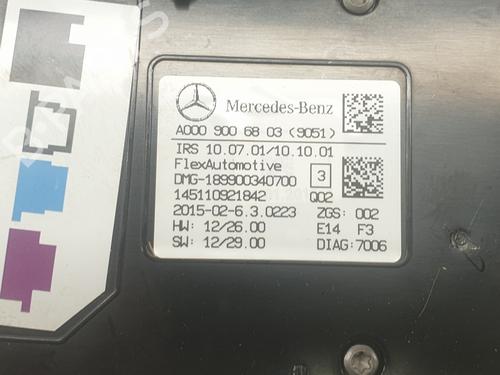 Mercedes-Benz
A000 900 68 03 (9051)
IRS 10.07.01/10.10.01
FlexAutomotive
DMG-189900340700
3
145110921842
Q02
2015-02-6.3.0223
ZGS: 002
HW: 12/26.00
E14 F3
SW: 12/29.00
DIAG:7006